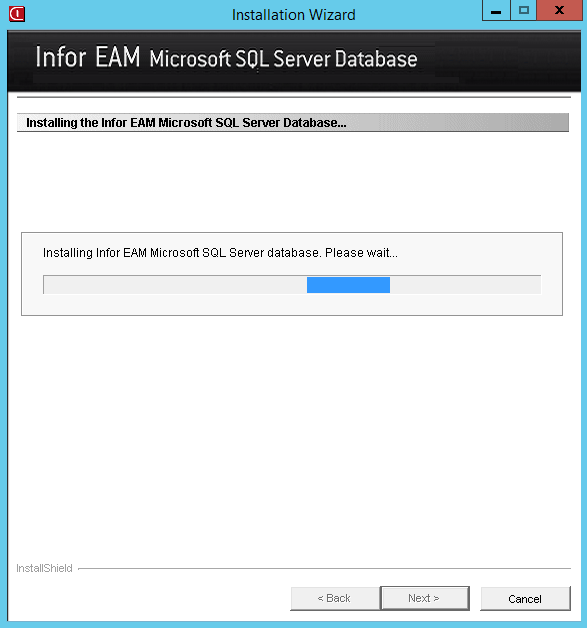 Installation Wizard
Infor EAM Microsoft SQL Server Database
Installing the Infor EAM Microsoft SQL Server Database...
Installing Infor EAM Microsoft SQL Server database. Please wait...
InstallShield
< Back Next > Cancel